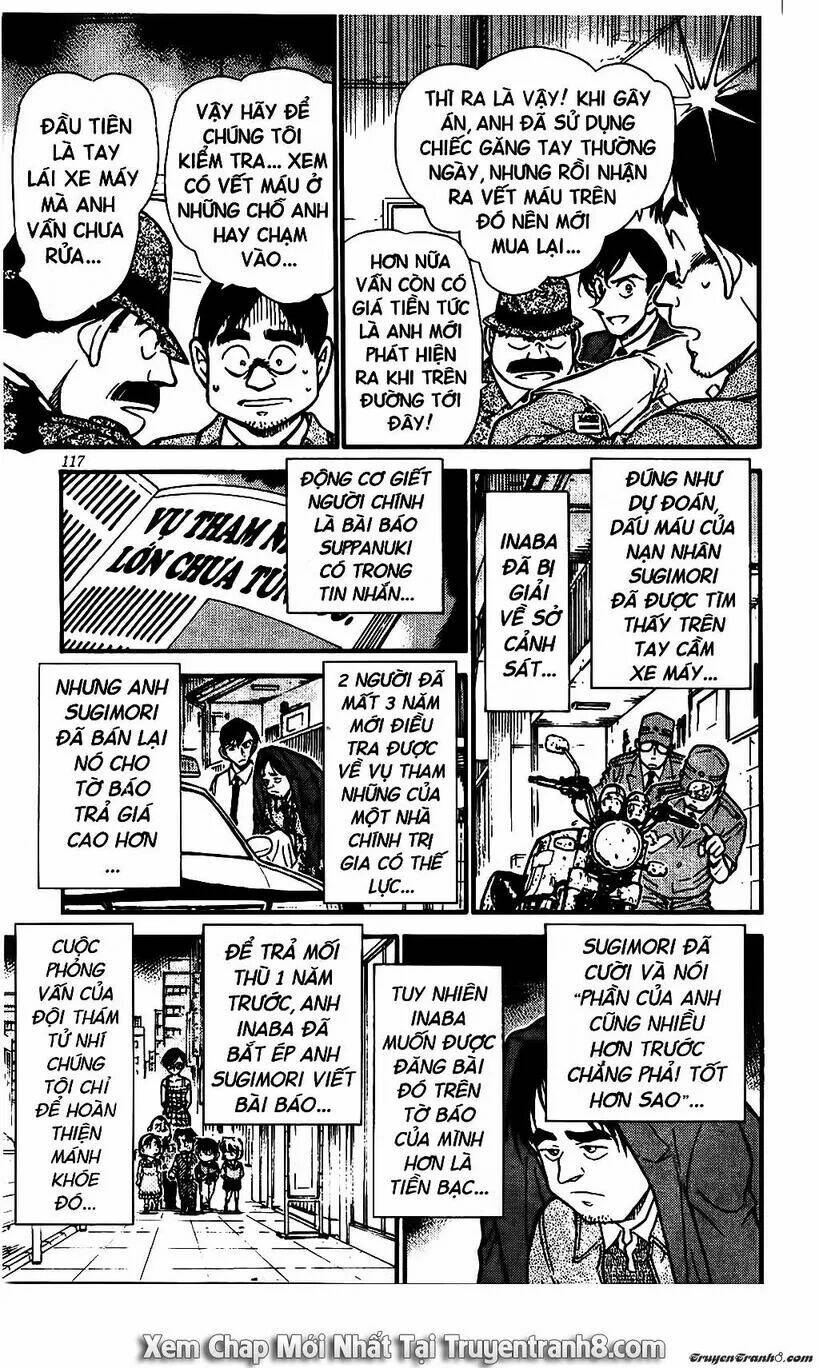 THÌ RA LÀ VẬY! KHI GÂY
ÁN, ANH ĐÃ SỬ DỤNG
CHIẾC GĂNG TAY THƯỜNG
NGÀY, NHƯNG RỒI NHẬN
RA VẾT MÁU TRÊN
ĐÓ NÊN MỚI
MUA LẠI...
HƠN NỮA
VẪN CÒN CÓ
GIÁ TIỀN TỨC
LÀ ANH MỚI
PHÁT HIỆN
RA KHI TRÊN
ĐƯỜNG TỚI
ĐÂY!
VẬY HÃY ĐỂ
CHÚNG TÔI
KIỂM TRA... XEM
CÓ VẾT MÁU Ở
NHỮNG CHỖ ANH
HAY CHẠM
VÀO...
ĐẦU TIÊN
LÀ TAY
LÁI XE MÁY
MÀ ANH
VẪN CHƯA
RỬA...
117
ĐÚNG NHƯ
DỰ ĐOÁN,
DẤU MÁU CỦA
NẠN NHÂN
SUGIMORI
ĐÃ ĐƯỢC TÌM
THẤY TRÊN
TAY CẦM
XE MÁY...
INABA
ĐÃ BỊ
GIẢI
VỀ SỞ
CẢNH
SÁT...
ĐỘNG CƠ GIẾT
NGƯỜI CHÍNH
LÀ BÀI BÁO
SUPPANUKI
CÓ TRONG
TIN NHẮN...
VỤ THAM
LỚN CHƯA
2 NGƯỜI ĐÃ
MẤT 3 NĂM
MỚI ĐIỀU
TRA ĐƯỢC
VỀ VỤ THAM
NHŨNG CỦA
MỘT NHÀ
CHÍNH TRỊ
GIA CÓ THẾ
LỰC...
NHƯNG ANH
SUGIMORI
ĐÃ BÁN LẠI
NÓ CHO
TỜ BÁO
TRẢ GIÁ
CAO HƠN
...
SUGIMORI ĐÃ
CƯỜI VÀ NÓI
"PHẦN CỦA ANH
CŨNG NHIỀU
HƠN TRƯỚC
CHẲNG PHẢI TỐT
HƠN SAO"...
TUY NHIÊN
INABA
MUỐN ĐƯỢC
ĐĂNG BÀI
ĐÓ TRÊN
TỜ BÁO
CỦA MÌNH
HƠN LÀ
TIỀN BẠC...
ĐỂ TRẢ MỐI
THÙ 1 NĂM
TRƯỚC, ANH
INABA ĐÃ
BẮT ÉP ANH
SUGIMORI VIẾT
BÀI BÁO...
CUỘC
PHỎNG
VẤN CỦA
ĐỘI THÁM
TỬ NHÍ
CHÚNG
TÔI CHỈ
ĐỂ HOÀN
THIỆN
MÁNH
KHÓE
ĐÓ...
Xem Chap Mới Nhất Tại Truyentranh8.com
TruyenTranh8.com